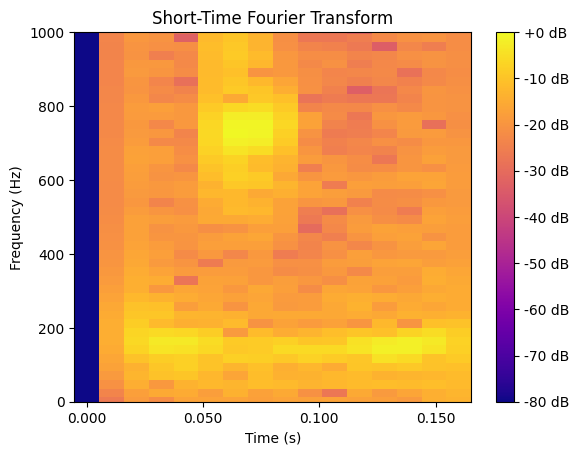 Short-Time Fourier Transform
Frequency (Hz)
1000
800
600
400
200
0
0.000
0.050
0.100
0.150
Time (s)
+0 dB
-10 dB
-20 dB
-30 dB
-40 dB
-50 dB
-60 dB
-70 dB
-80 dB